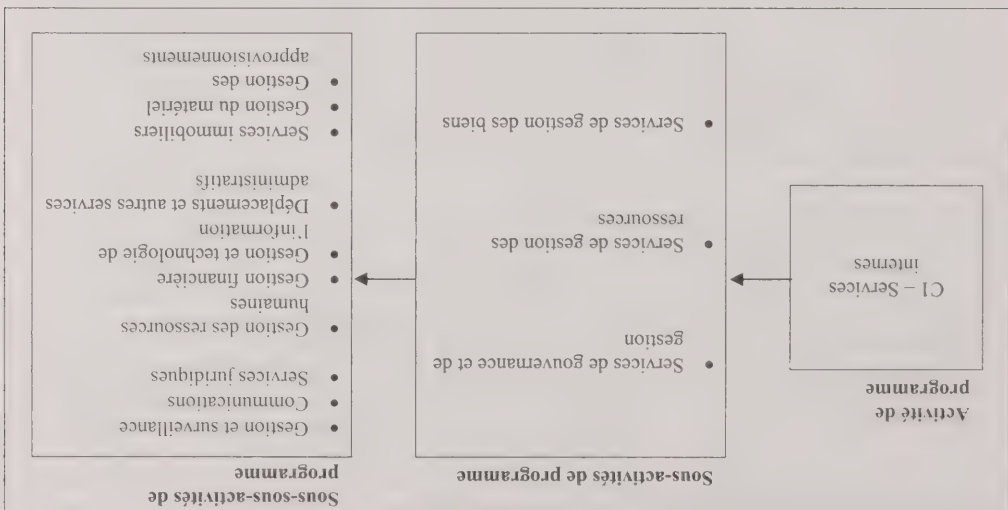 Activité de
programme
C1 – Services
internes
Sous-activités de programme
• Services de gouvernance et de
gestion
• Services de gestion des
ressources
• Services de gestion des biens
Sous-sous-activités de
programme
• Gestion et surveillance
• Communications
• Services juridiques
• Gestion des ressources
humaines
• Gestion financière
• Gestion et technologie de
l'information
• Déplacements et autres services
administratifs
• Services immobiliers
• Gestion du matériel
• Gestion des
approvisionnements